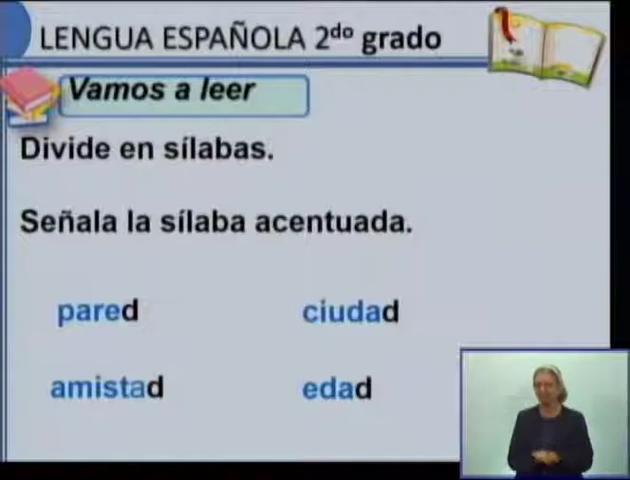 LENGUA ESPAÑOLA 2do grado
Vamos a leer
Divide en sílabas.
Señala la sílaba acentuada.
pared ciudad
amistad edad